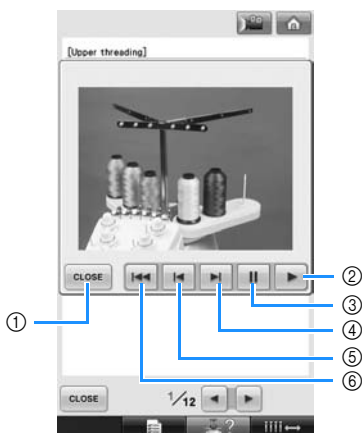 [Upper threading]
CLOSE
①
②
③
④
⑤
⑥
CLOSE 1/12
?